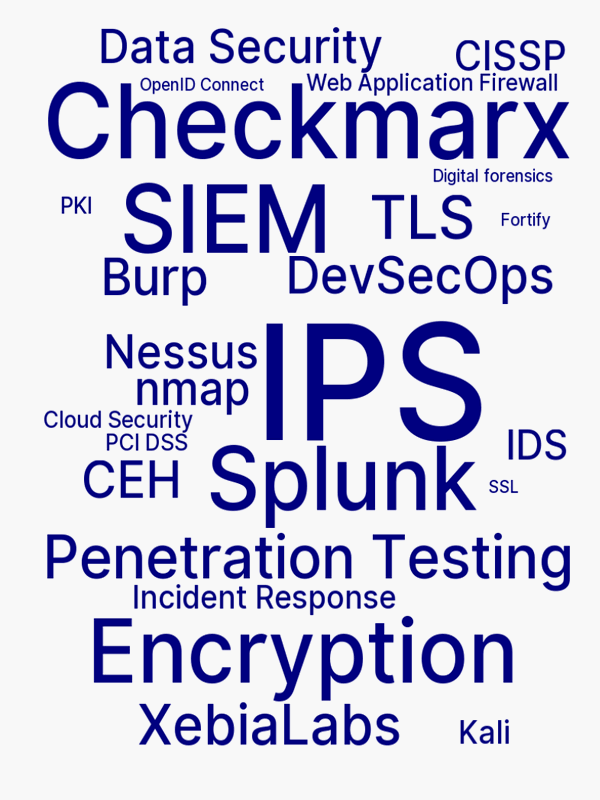 Data Security
CISSP
OpenID Connect
Web Application Firewall
Checkmarx
Digital forensics
PKI
SIEM
TLS
Fortify
Burp
DevSecOps
IPS
Nessus
nmap
Cloud Security
PCI DSS
IDS
CEH
Splunk
SSL
Penetration Testing
Incident Response
Encryption
XebiaLabs
Kali